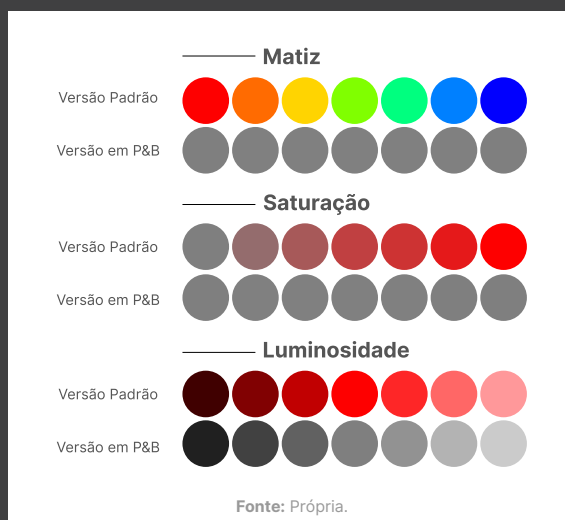 Matiz
Versão Padrão
Versão em P&B
Saturação
Versão Padrão
Versão em P&B
Luminosidade
Versão Padrão
Versão em P&B
Fonte: Própria.